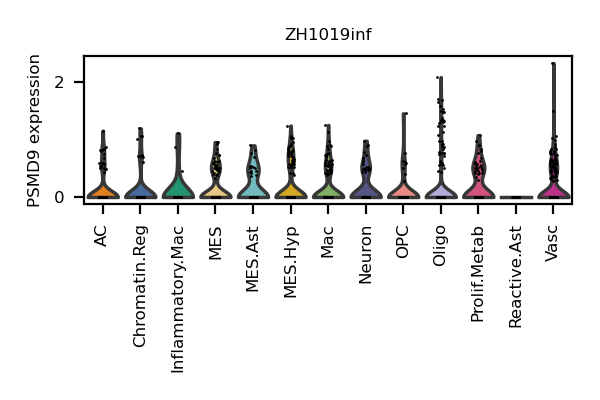 ZH1019inf
PSMD9 expression
2
0
AC
Chromatin.Reg
Inflammatory.Mac
MES
MES.Ast
MES.Hyp
Mac
Neuron
OPC
Oligo
Prolif.Metab
Reactive.Ast
Vasc